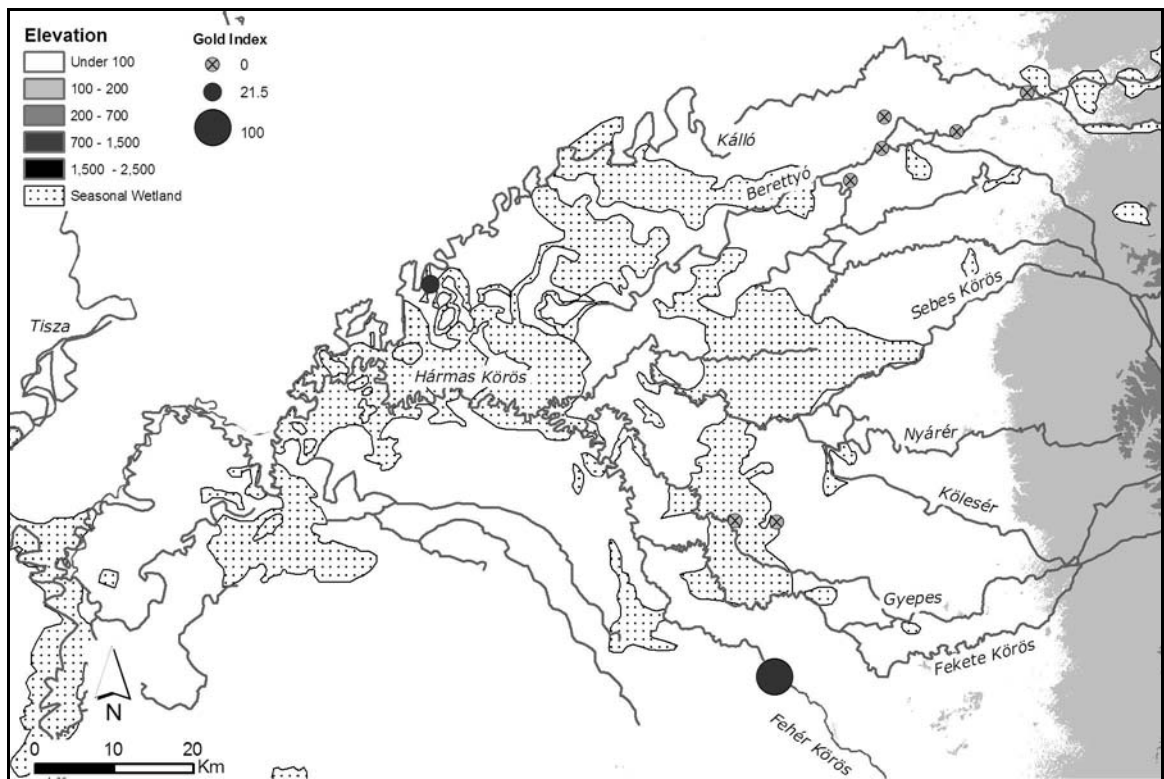 Elevation
Under 100
100 - 200
200 - 700
700 - 1,500
1,500 - 2,500
Seasonal Wetland
Gold Index
0
21.5
100
Kálló
Berettyó
Sebes Körös
Tisza
Hármas Körös
Nyárér
Kölesér
Gyepes
Fekete Körös
Fehér Körös
N
0 10 20
Km